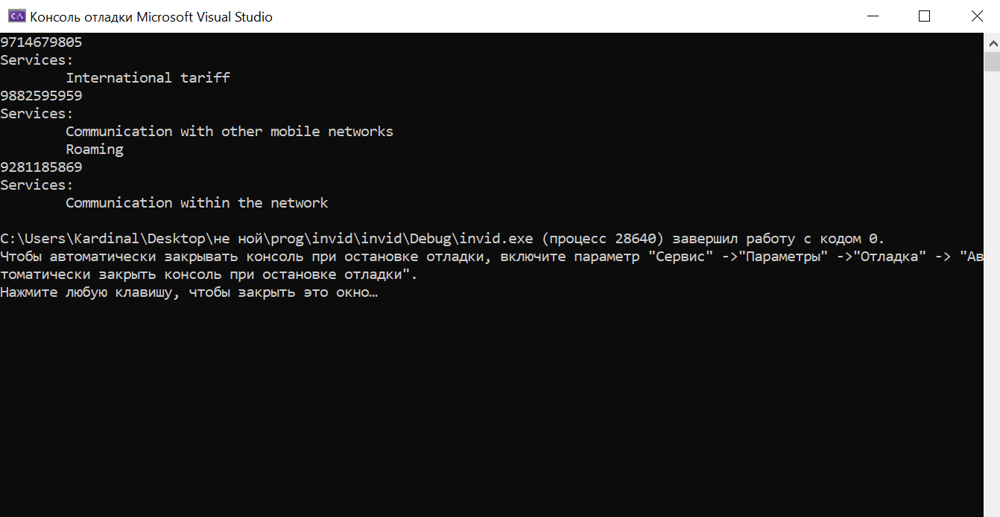 Консоль отладки Microsoft Visual Studio
9714679805
Services:
        International tariff
9882595959
Services:
        Communication with other mobile networks
        Roaming
9281185869
Services:
        Communication within the network
C:\Users\Kardinal\Desktop\не ной\prog\invid\invid\Debug\invid.exe (процесс 28640) завершил работу с кодом 0.
Чтобы автоматически закрывать консоль при остановке отладки, включите параметр "Сервис" ->"Параметры" ->"Отладка" -> "Ав
томатически закрыть консоль при остановке отладки".
Нажмите любую клавишу, чтобы закрыть это окно…